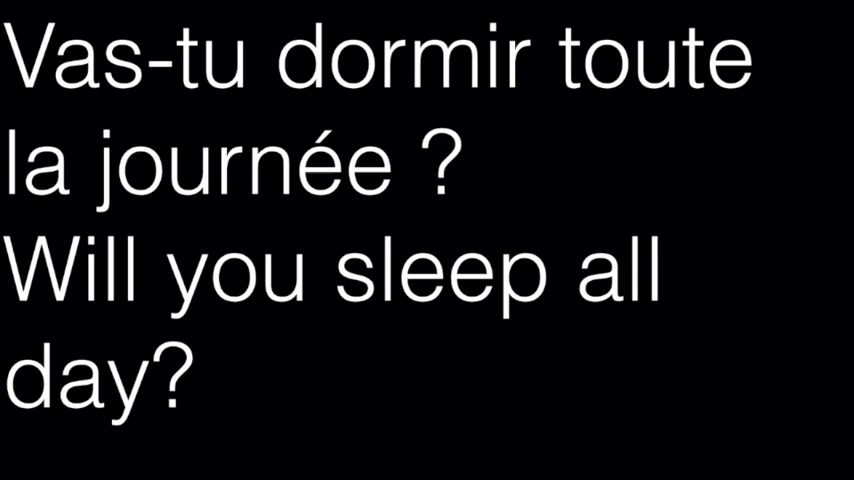 Vas-tu dormir toute
la journée ?
Will you sleep all
day?